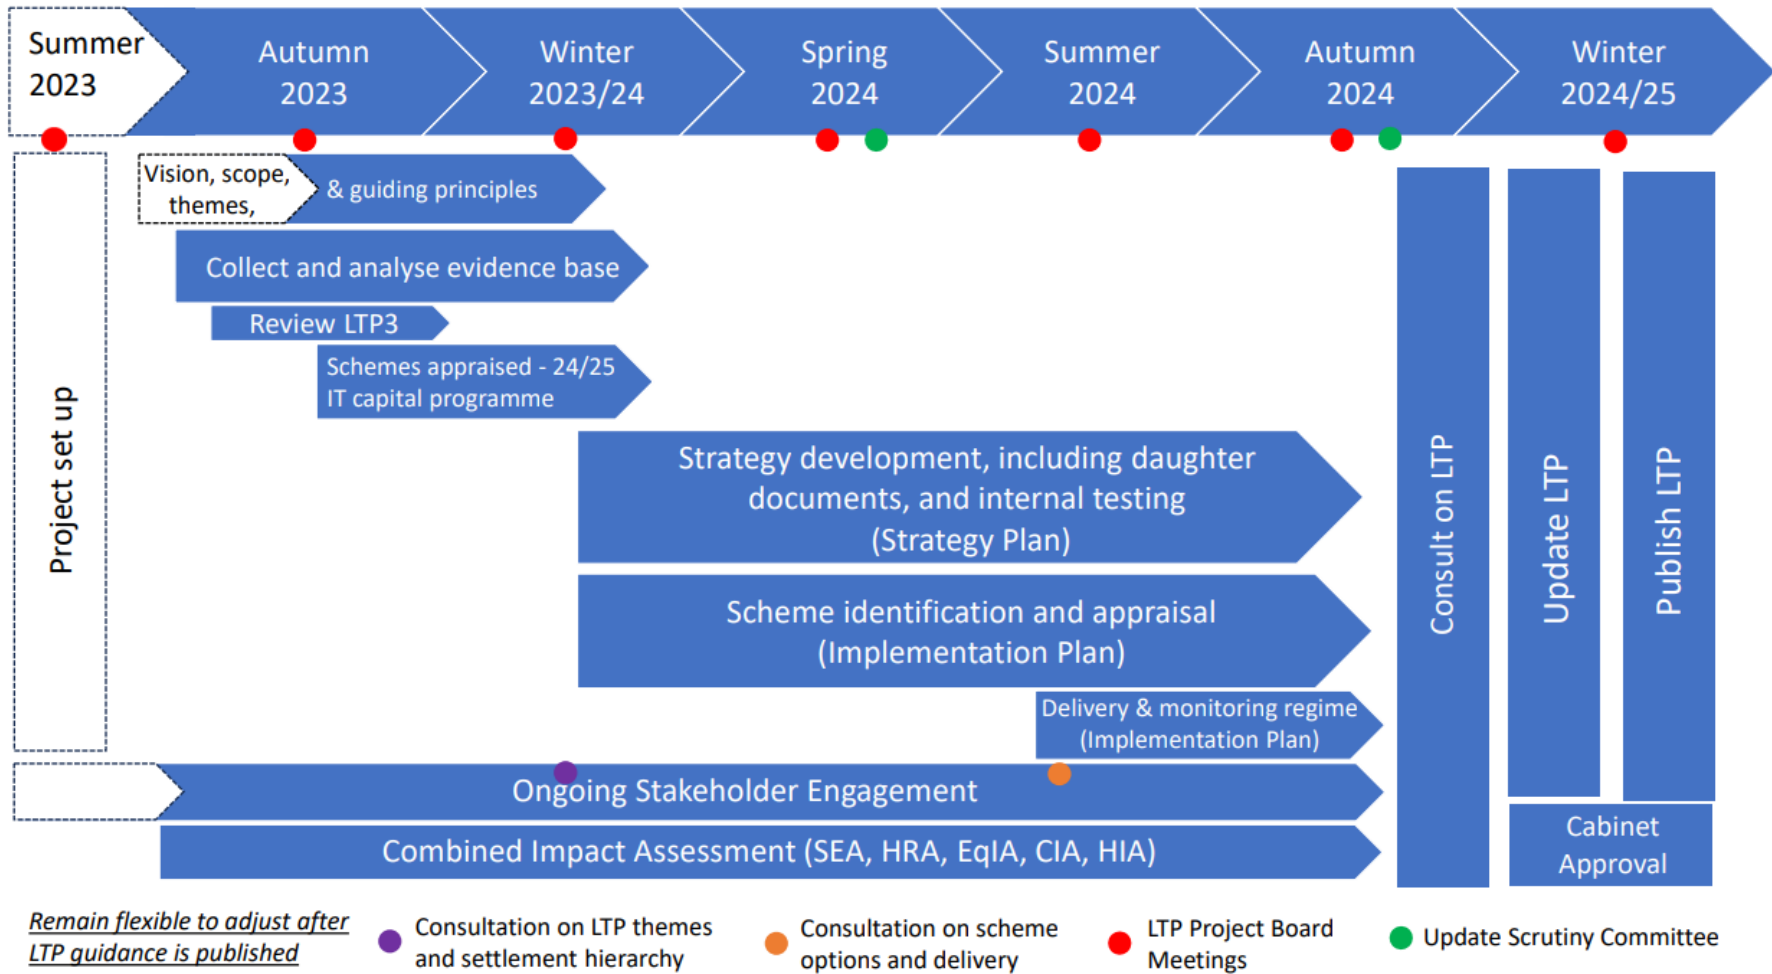 Summer
2023
Autumn
2023
Winter
2023/24
Spring
2024
Summer
2024
Autumn
2024
Winter
2024/25
Project set up
Vision, scope,
themes,
& guiding principles
Collect and analyse evidence base
Review LTP3
Schemes appraised - 24/25
IT capital programme
Strategy development, including daughter
documents, and internal testing
(Strategy Plan)
Scheme identification and appraisal
(Implementation Plan)
Delivery & monitoring regime
(Implementation Plan)
Ongoing Stakeholder Engagement
Combined Impact Assessment (SEA, HRA, EqIA, CIA, HIA)
Consult on LTP
Update LTP
Publish LTP
Cabinet
Approval
Remain flexible to adjust after
LTP guidance is published
Consultation on LTP themes
and settlement hierarchy
Consultation on scheme
options and delivery
LTP Project Board
Meetings
Update Scrutiny Committee